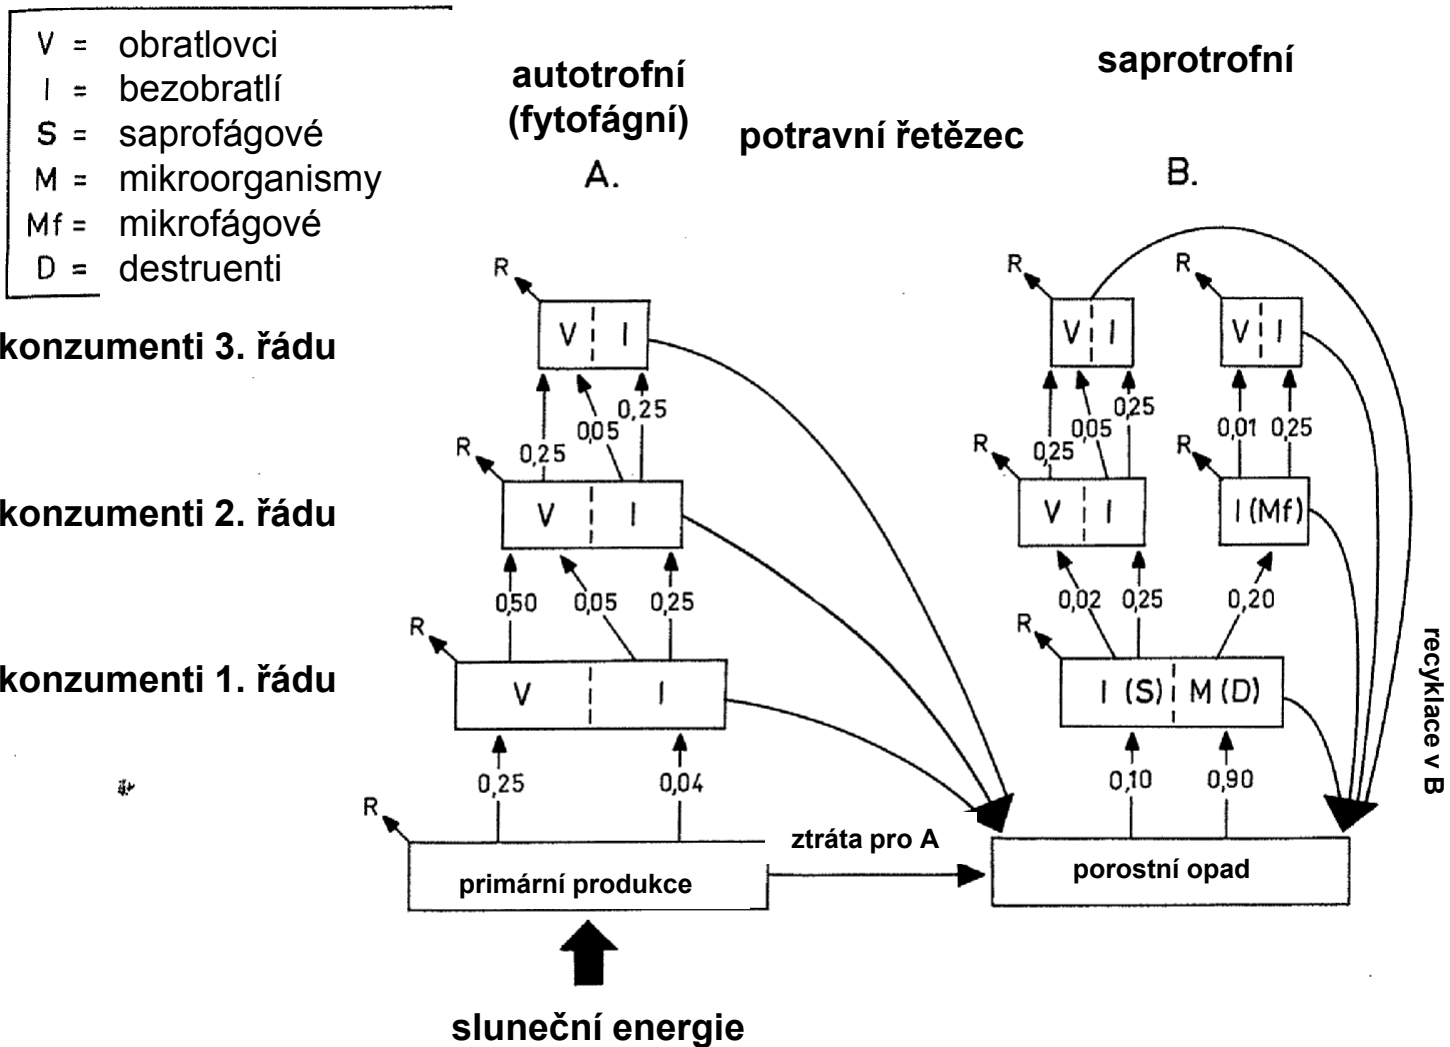 V = obratlovci
I = bezobratlí
S = saprofágové
M = mikroorganismy
Mf = mikrofágové
D = destruenti
autotrofní
(fytofágní)
saprotrofní
potravní řetězec
A.
B.
R
R
R
konzumenti 3. řádu
V I
V I
V I
0,25 0,05 0,25
0,25 0,05 0,25
0,01 0,25
R
R
R
konzumenti 2. řádu
V I
V I
I (Mf)
0,50 0,05 0,25
0,02 0,25 0,20
R
R
konzumenti 1. řádu
V I
I (S) M (D)
recyklace v B
0,25 0,04
0,10 0,90
R
ztráta pro A
primární produkce
porostní opad
sluneční energie